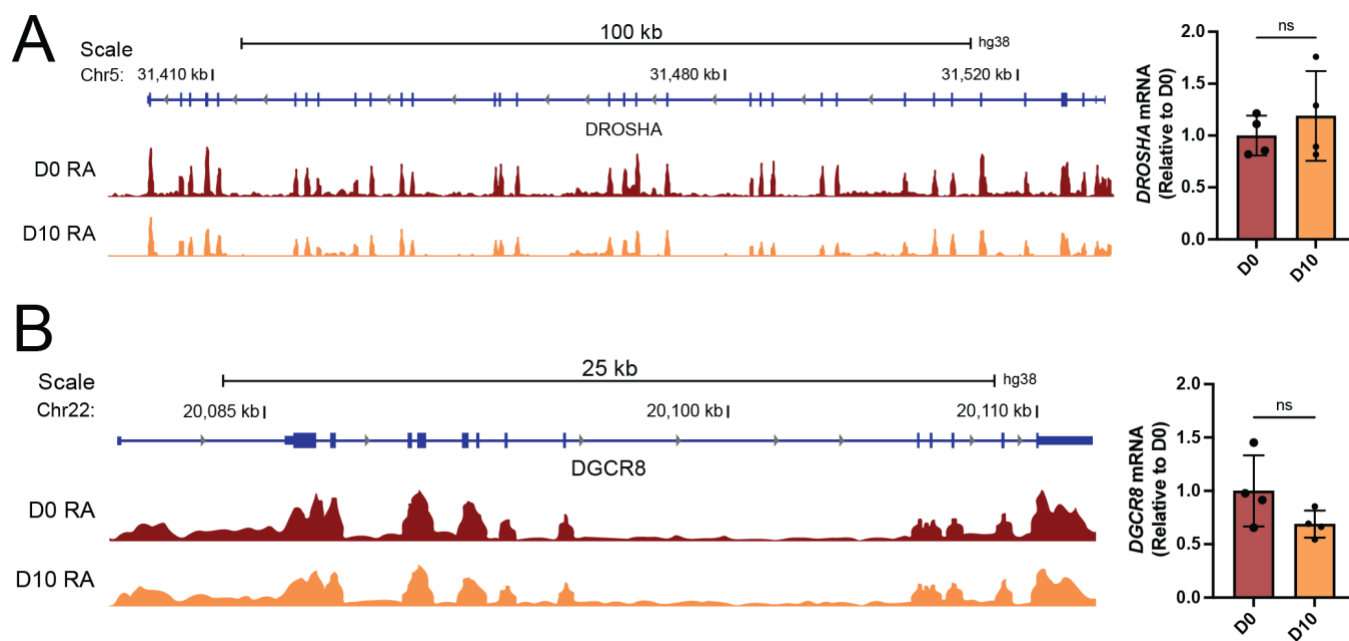 A
Scale
100 kb
hg38
Chr5:
31,410 kb
31,480 kb
31,520 kb
DROSHA
D0 RA
D10 RA
DROSHA mRNA
(Relative to D0)
2.0
1.5
1.0
0.5
0.0
ns
D0
D10
B
Scale
25 kb
hg38
Chr22:
20,085 kb
20,100 kb
20,110 kb
DGCR8
D0 RA
D10 RA
DGCR8 mRNA
(Relative to D0)
2.0
1.5
1.0
0.5
0.0
ns
D0
D10